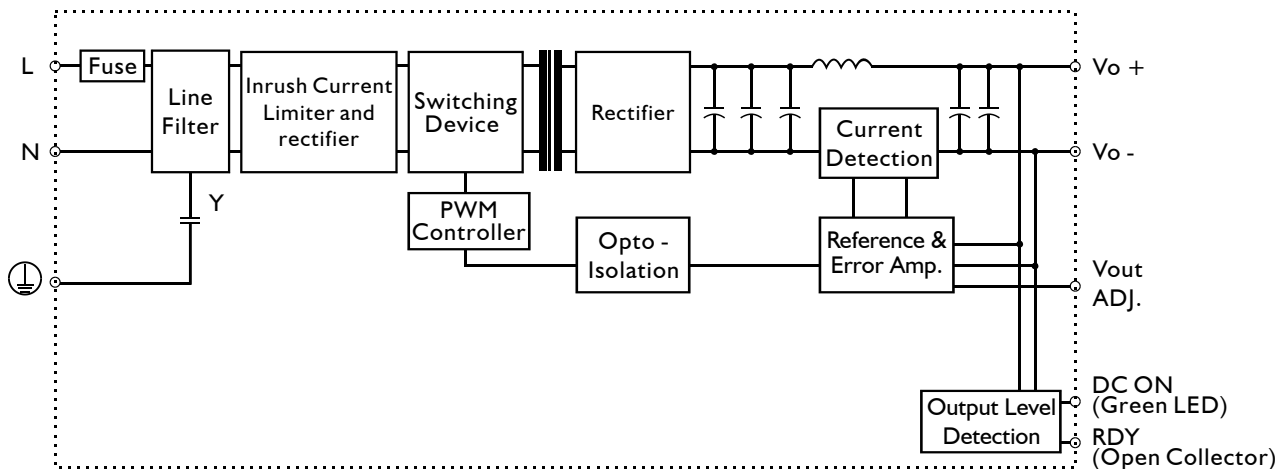 L
Fuse
Line
Filter
Inrush Current
Limiter and
rectifier
Switching
Device
Rectifier
Current
Detection
Vo +
N
Vo -
Y
PWM
Controller
Opto -
Isolation
Reference &
Error Amp.
Vout
ADJ.
Output Level
Detection
DC ON
(Green LED)
RDY
(Open Collector)